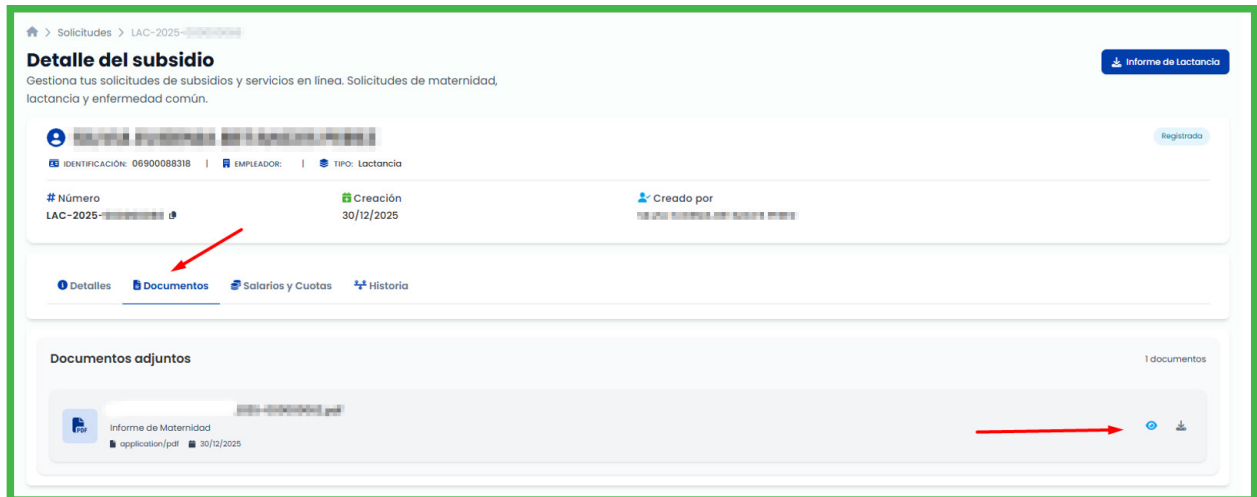 Solicitudes > LAC-2025-
Detalle del subsidio
Gestiona tus solicitudes de subsidios y servicios en línea. Solicitudes de maternidad,
lactancia y enfermedad común.
Informe de Lactancia
Registrada
IDENTIFICACIÓN: 06900088318 | EMPLEADOR: | TIPO: Lactancia
# Número
LAC-2025-
Creación
30/12/2025
Creado por
Detalles Documentos Salarios y Cuotas Historia
Documentos adjuntos
1 documentos
.pdf
PDF
Informe de Maternidad
application/pdf 30/12/2025